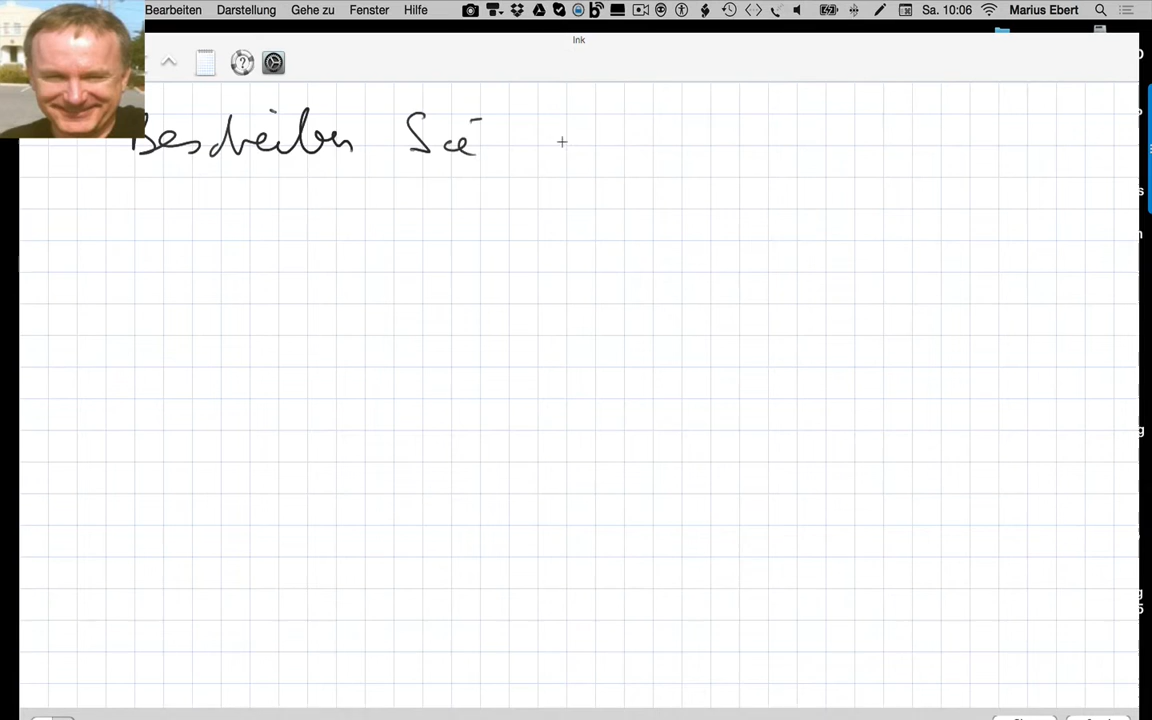 Bearbeiten Darstellung Gehe zu Fenster Hilfe Sa. 10:06 Marius Ebert
Ink
Beschreiben Sie